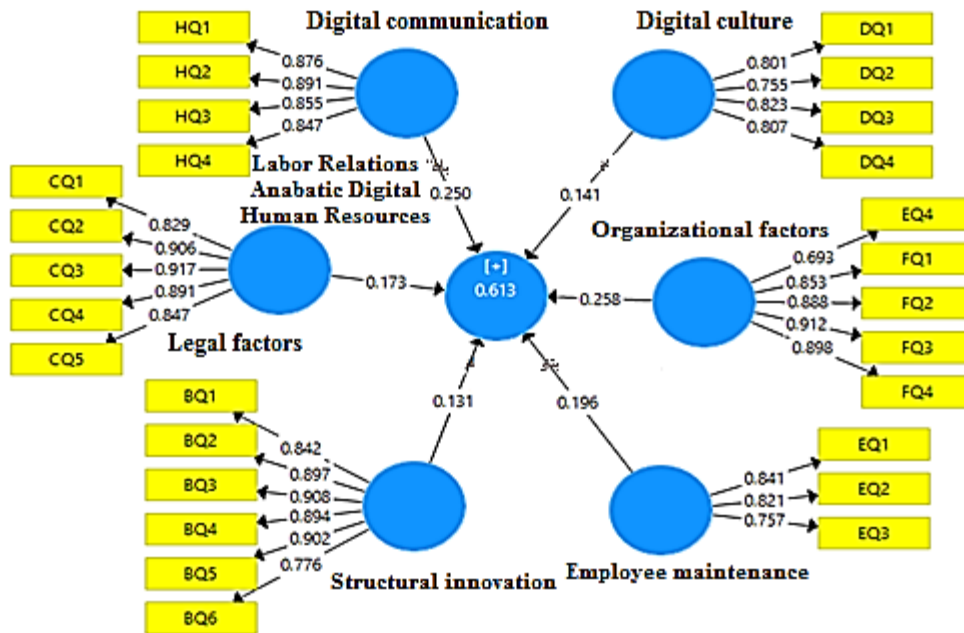 Digital communication
HQ1
HQ2
HQ3
HQ4
0.876
0.891
0.855
0.847
Digital culture
DQ1
DQ2
DQ3
DQ4
0.801
0.755
0.823
0.807
Labor Relations
Anabatic Digital
Human Resources
0.250
0.141
CQ1
CQ2
CQ3
CQ4
CQ5
0.829
0.906
0.917
0.891
0.847
Legal factors
0.173
[+]
0.613
0.258
Organizational factors
EQ4
FQ1
FQ2
FQ3
FQ4
0.693
0.853
0.888
0.912
0.898
BQ1
BQ2
BQ3
BQ4
BQ5
BQ6
0.842
0.897
0.908
0.894
0.902
0.776
Structural innovation
0.131
0.196
Employee maintenance
EQ1
EQ2
EQ3
0.841
0.821
0.757